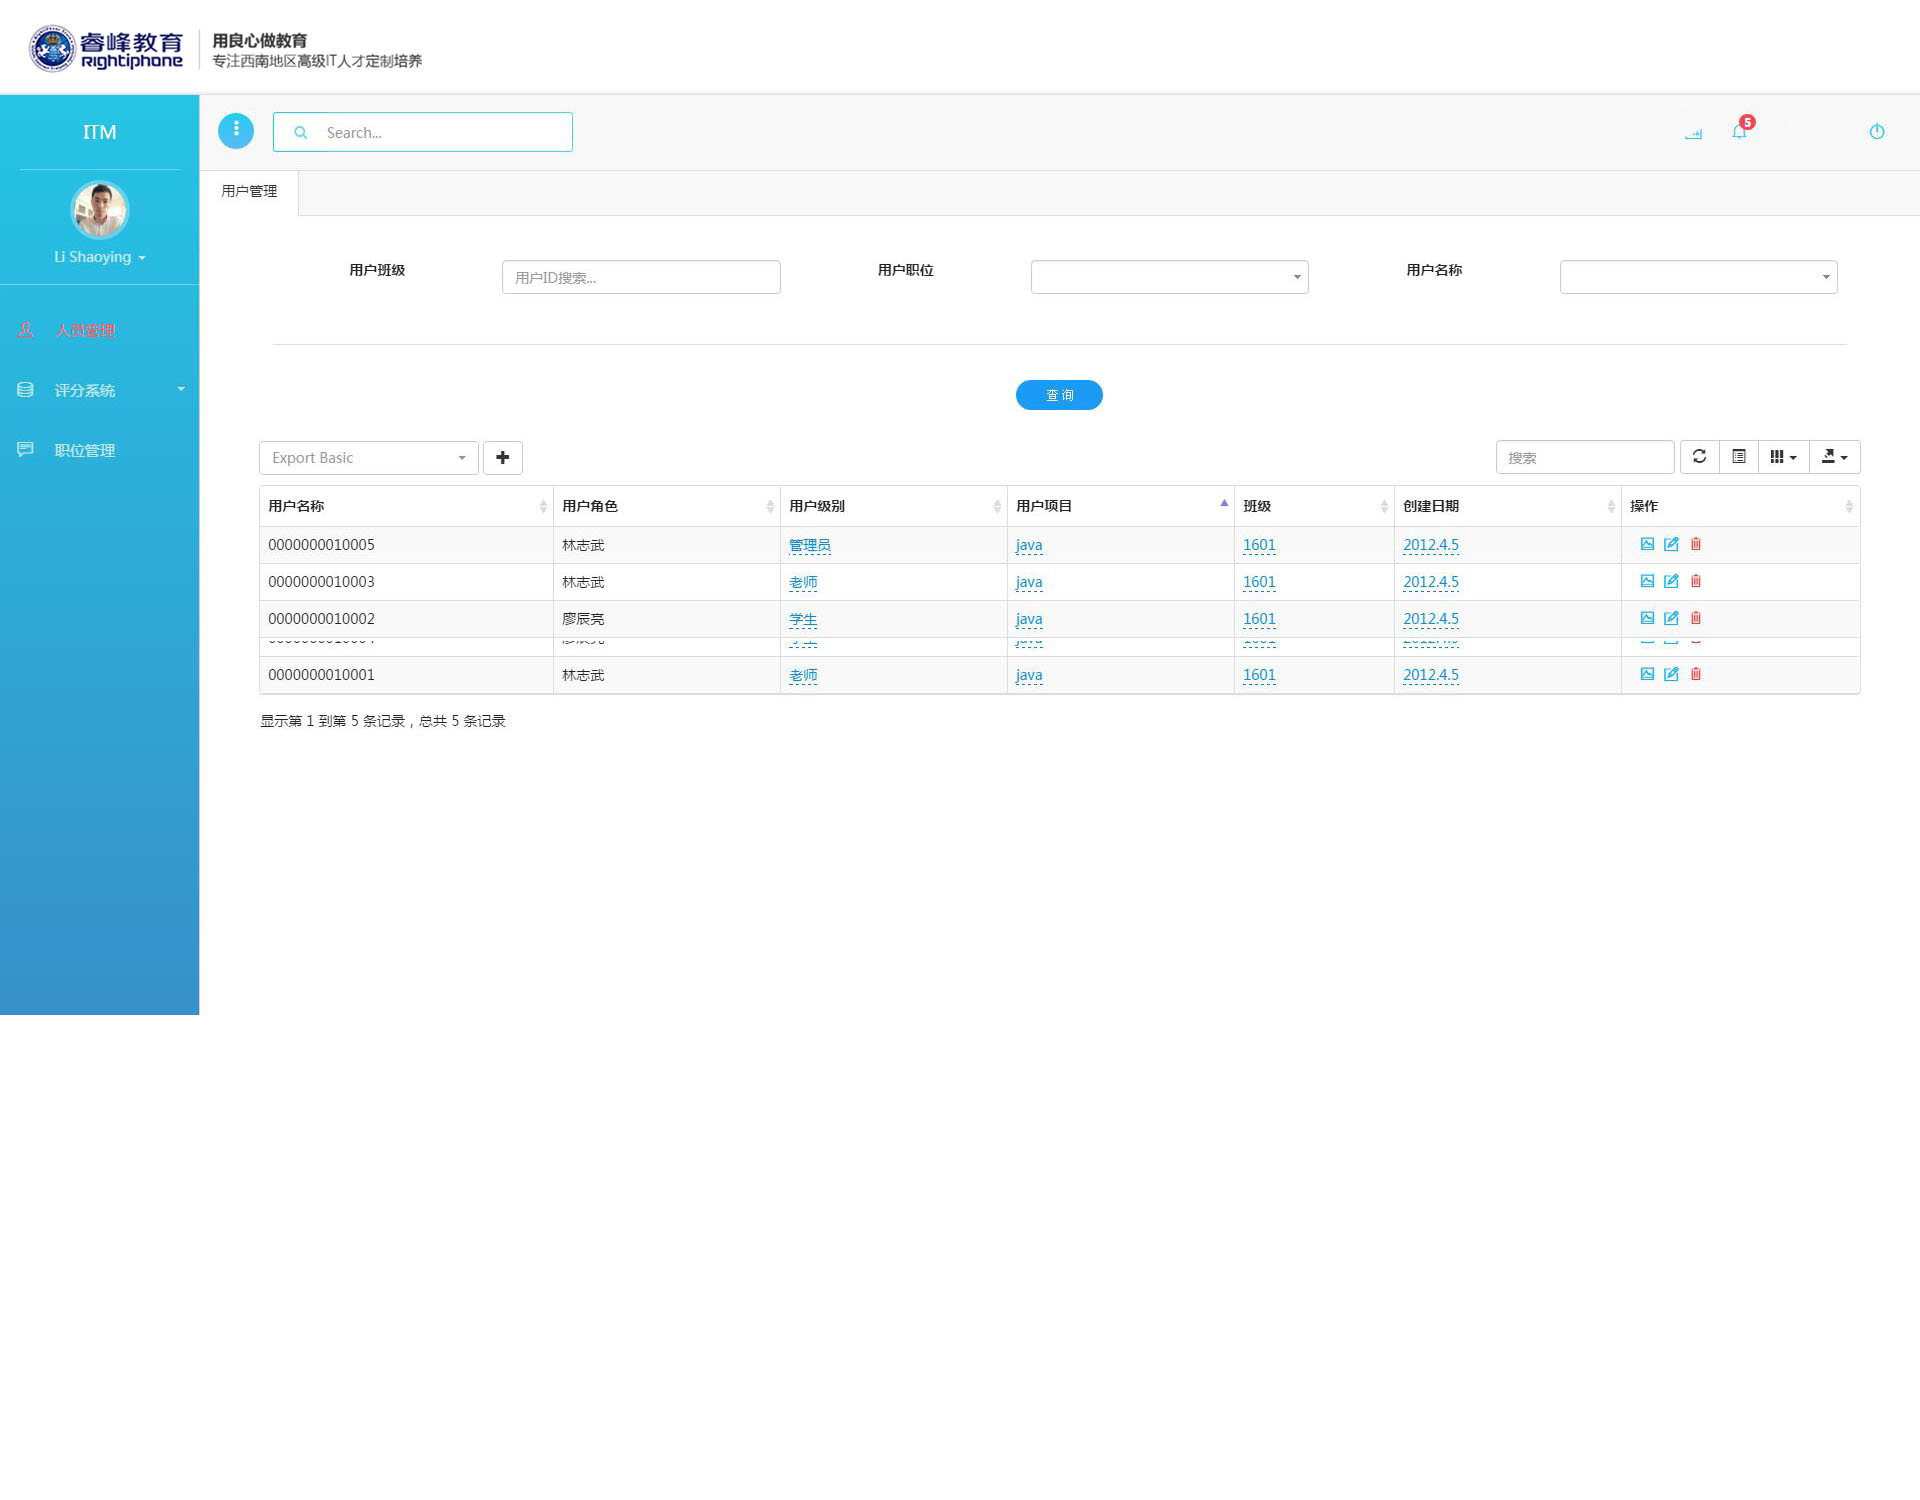 睿峰教育
Rightiphone
用良心做教育
专注西南地区高级IT人才定制培养
ITM
Search...
5
用户管理
Li Shaoying
用户班级
用户ID搜索...
用户职位
用户名称
人员管理
查 询
评分系统
职位管理
Export Basic
搜索
用户名称 用户角色 用户级别 用户项目 班级 创建日期 操作
0000000010005 林志武 管理员 java 1601 2012.4.5
0000000010003 林志武 老师 java 1601 2012.4.5
0000000010002 廖辰亮 学生 java 1601 2012.4.5
0000000010001 林志武 老师 java 1601 2012.4.5
显示第 1 到第 5 条记录，总共 5 条记录